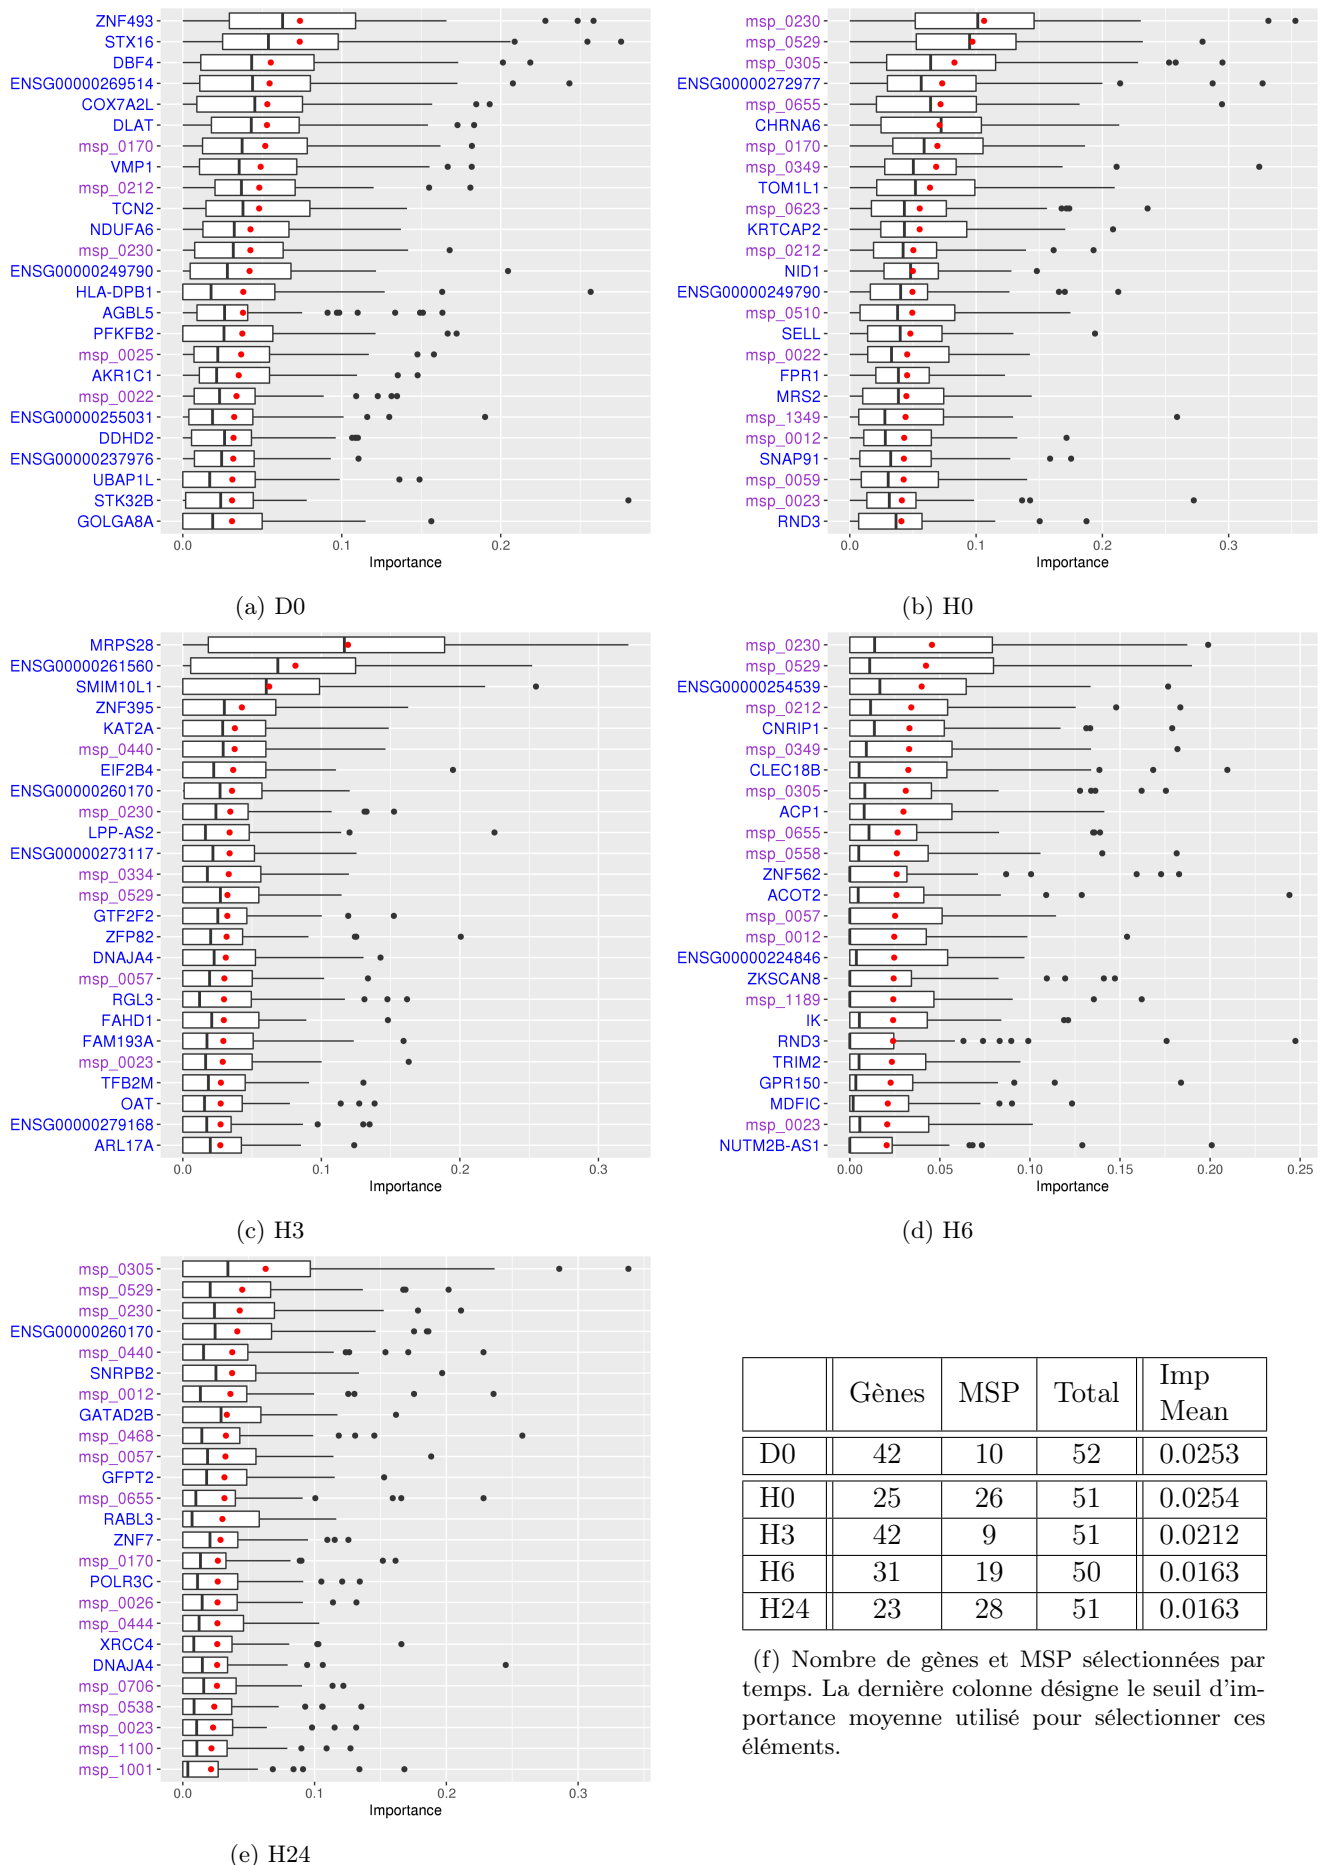 ZNF493
STX16
DBF4
ENSG00000269514
COX7A2L
DLAT
msp_0170
VMP1
msp_0212
TCN2
NDUFA6
msp_0230
ENSG00000249790
HLA-DPB1
AGBL5
PFKFB2
msp_0025
AKR1C1
msp_0022
ENSG00000255031
DDHD2
ENSG00000237976
UBAP1L
STK32B
GOLGA8A
0.0 0.1 0.2
Importance
(a) D0
msp_0230
msp_0529
msp_0305
ENSG00000272977
msp_0655
CHRNA6
msp_0170
msp_0349
TOM1L1
msp_0623
KRTCAP2
msp_0212
NID1
ENSG00000249790
msp_0510
SELL
msp_0022
FPR1
MRS2
msp_1349
msp_0012
SNAP91
msp_0059
msp_0023
RND3
0.0 0.1 0.2 0.3
Importance
(b) H0
MRPS28
ENSG00000261560
SMIM10L1
ZNF395
KAT2A
msp_0440
EIF2B4
ENSG00000260170
msp_0230
LPP-AS2
ENSG00000273117
msp_0334
msp_0529
GTF2F2
ZFP82
DNAJA4
msp_0057
RGL3
FAHD1
FAM193A
msp_0023
TFB2M
OAT
ENSG00000279168
ARL17A
0.0 0.1 0.2 0.3
Importance
(c) H3
msp_0230
msp_0529
ENSG00000254539
msp_0212
CNRIP1
msp_0349
CLEC18B
msp_0305
ACP1
msp_0655
msp_0558
ZNF562
ACOT2
msp_0057
msp_0012
ENSG00000224846
ZKSCAN8
msp_1189
IK
RND3
TRIM2
GPR150
MDFIC
msp_0023
NUTM2B-AS1
0.00 0.05 0.10 0.15 0.20 0.25
Importance
(d) H6
msp_0305
msp_0529
msp_0230
ENSG00000260170
msp_0440
SNRPB2
msp_0012
GATAD2B
msp_0468
msp_0057
GFPT2
msp_0655
RABL3
ZNF7
msp_0170
POLR3C
msp_0026
msp_0444
XRCC4
DNAJA4
msp_0706
msp_0538
msp_0023
msp_1100
msp_1001
0.0 0.1 0.2 0.3
Importance
(e) H24
Gènes MSP Total Imp Mean
D0 42 10 52 0.0253
H0 25 26 51 0.0254
H3 42 9 51 0.0212
H6 31 19 50 0.0163
H24 23 28 51 0.0163
(f) Nombre de gènes et MSP sélectionnées par
temps. La dernière colonne désigne le seuil d'im-
portance moyenne utilisé pour sélectionner ces
éléments.